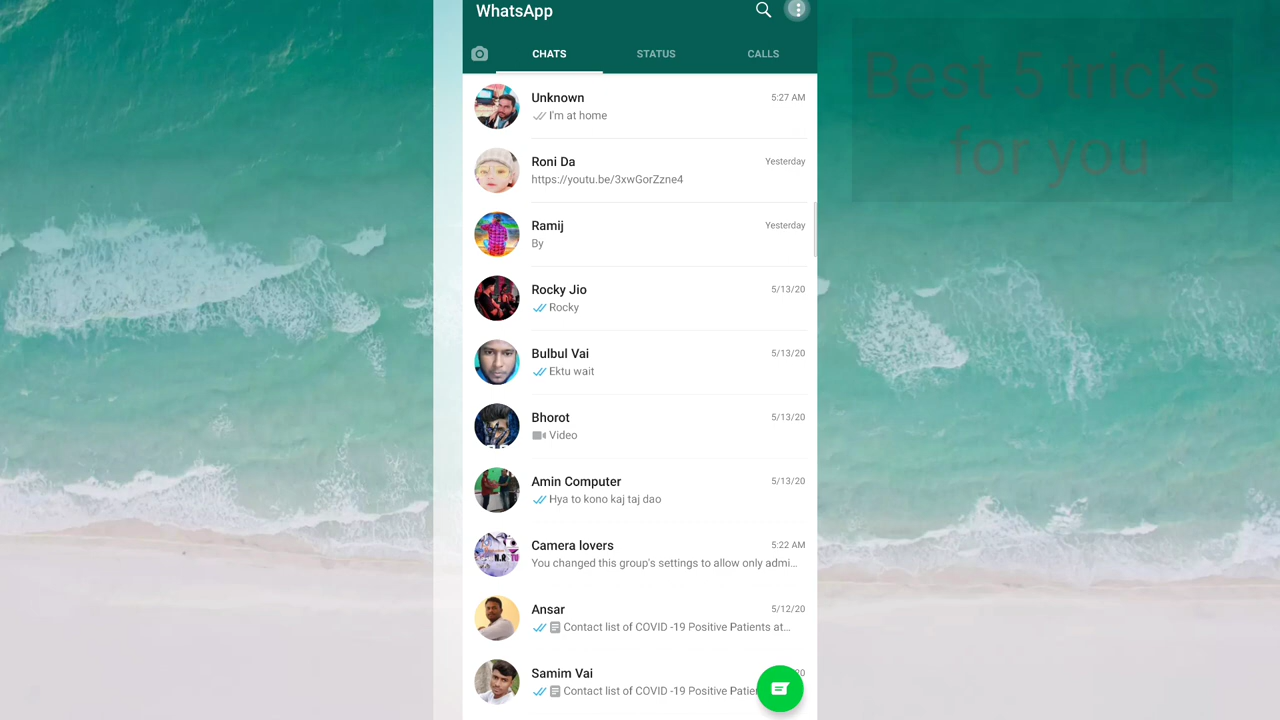 WhatsApp
CHATS
STATUS
CALLS
Best 5 tricks
for you
Unknown
5:27 AM
I'm at home
Roni Da
Yesterday
https://youtu.be/3xwGorZzne4
Ramij
Yesterday
By
Rocky Jio
5/13/20
Rocky
Bulbul Vai
5/13/20
Ektu wait
Bhorot
5/13/20
Video
Amin Computer
5/13/20
Hya to kono kaj taj dao
Camera lovers
5:22 AM
You changed this group's settings to allow only admi...
Ansar
5/12/20
Contact list of COVID -19 Positive Patients at...
Samim Vai
Contact list of COVID -19 Positive